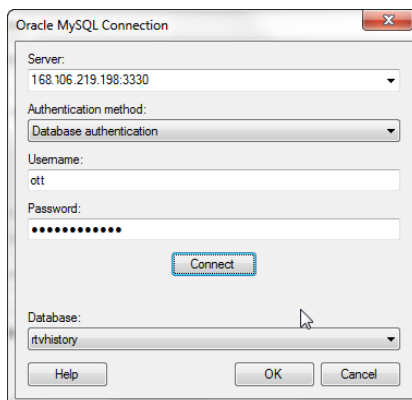 Oracle MySQL Connection
Server:
168.106.219.198:3330
Authentication method:
Database authentication
Username:
ott
Password:
●●●●●●●●●●●●
Connect
Database:
rtvhistory
Help OK Cancel